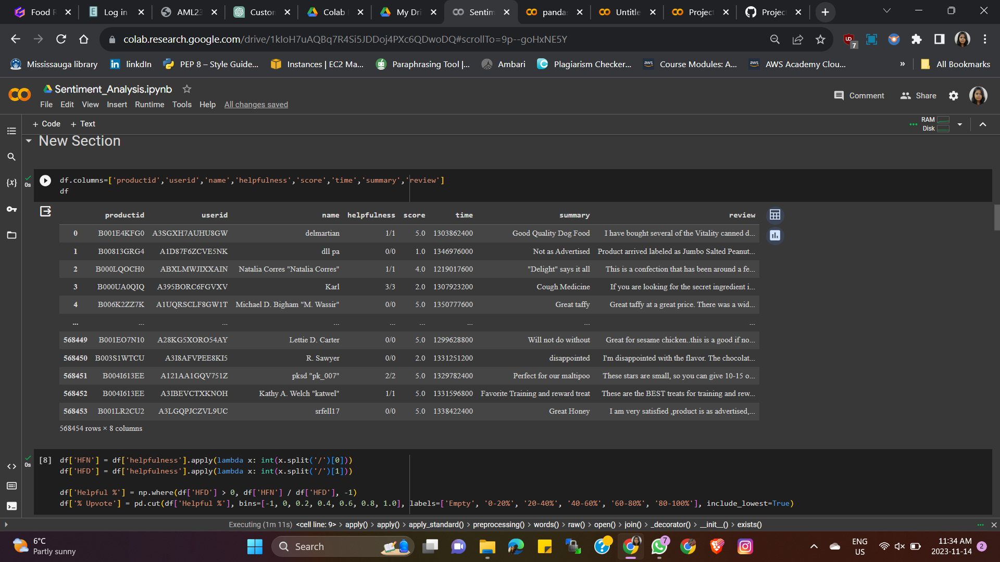 Food R
Log in
AML23
Custon
Colab
My Dri
Sentim
panda
Untitle
Projec
Projec
colab.research.google.com/drive/1kIoH7uAQBq7R4Si5JDDoj4PXc6QDwoDQ#scrollTo=9p--goHxNE5Y
7
Mississauga library
linkdIn
PEP 8 – Style Guide...
Instances | EC2 Ma...
Paraphrasing Tool |...
Ambari
Plagiarism Checker...
aws Course Modules: A...
aws AWS Academy Clou...
»
All Bookmarks
Sentiment_Analysis.ipynb
Comment
Share
File Edit View Insert Runtime Tools Help All changes saved
+ Code + Text
RAM
Disk
New Section
0s
df.columns=['productid','userid','name','helpfulness','score','time','summary','review']
df
productid userid name helpfulness score time summary review
0 B001E4KFG0 A3SGXH7AUHU8GW delmartian 1/1 5.0 1303862400 Good Quality Dog Food I have bought several of the Vitality canned d...
1 B00813GRG4 A1D87F6ZCVE5NK dll pa 0/0 1.0 1346976000 Not as Advertised Product arrived labeled as Jumbo Salted Peanut...
2 B000LQOCH0 ABXLMWJIXXAIN Natalia Corres "Natalia Corres" 1/1 4.0 1219017600 "Delight" says it all This is a confection that has been around a fe...
3 B000UA0QIQ A395BORC6FGVXV Karl 3/3 2.0 1307923200 Cough Medicine If you are looking for the secret ingredient i...
4 B006K2ZZ7K A1UQRSCLF8GW1T Michael D. Bigham "M. Wassir" 0/0 5.0 1350777600 Great taffy Great taffy at a great price. There was a wid...
... ... ... ... ... ... ... ... ...
568449 B001EO7N10 A28KG5XORO54AY Lettie D. Carter 0/0 5.0 1299628800 Will not do without Great for sesame chicken..this is a good if no...
568450 B003S1WTCU A3I8AFVPEE8KI5 R. Sawyer 0/0 2.0 1331251200 disappointed I'm disappointed with the flavor. The chocolat...
568451 B004I613EE A121AA1GQV751Z pksd "pk_007" 2/2 5.0 1329782400 Perfect for our maltipoo These stars are small, so you can give 10-15 o...
568452 B004I613EE A3IBEVCTXKNOH Kathy A. Welch "katwel" 1/1 5.0 1331596800 Favorite Training and reward treat These are the BEST treats for training and rew...
568453 B001LR2CU2 A3LGQPJCZVL9UC srfell17 0/0 5.0 1338422400 Great Honey I am very satisfied ,product is as advertised,...
568454 rows × 8 columns
0s
[8] df['HFN'] = df['helpfulness'].apply(lambda x: int(x.split('/')[0]))
df['HFD'] = df['helpfulness'].apply(lambda x: int(x.split('/')[1]))
df['Helpful %'] = np.where(df['HFD'] > 0, df['HFN'] / df['HFD'], -1)
df['% Upvote'] = pd.cut(df['Helpful %'], bins=[-1, 0, 0.2, 0.4, 0.6, 0.8, 1.0], labels=['Empty', '0-20%', '20-40%', '40-60%', '60-80%', '80-100%'], include_lowest=True)
Executing (1m 11s) <cell line: 9> > apply() > apply() > apply_standard() > preprocessing() > words() > raw() > open() > join() > _decorator() > __init__() > exists()
6°C
Partly sunny
Search
7
ENG
US
11:34 AM
2023-11-14
2